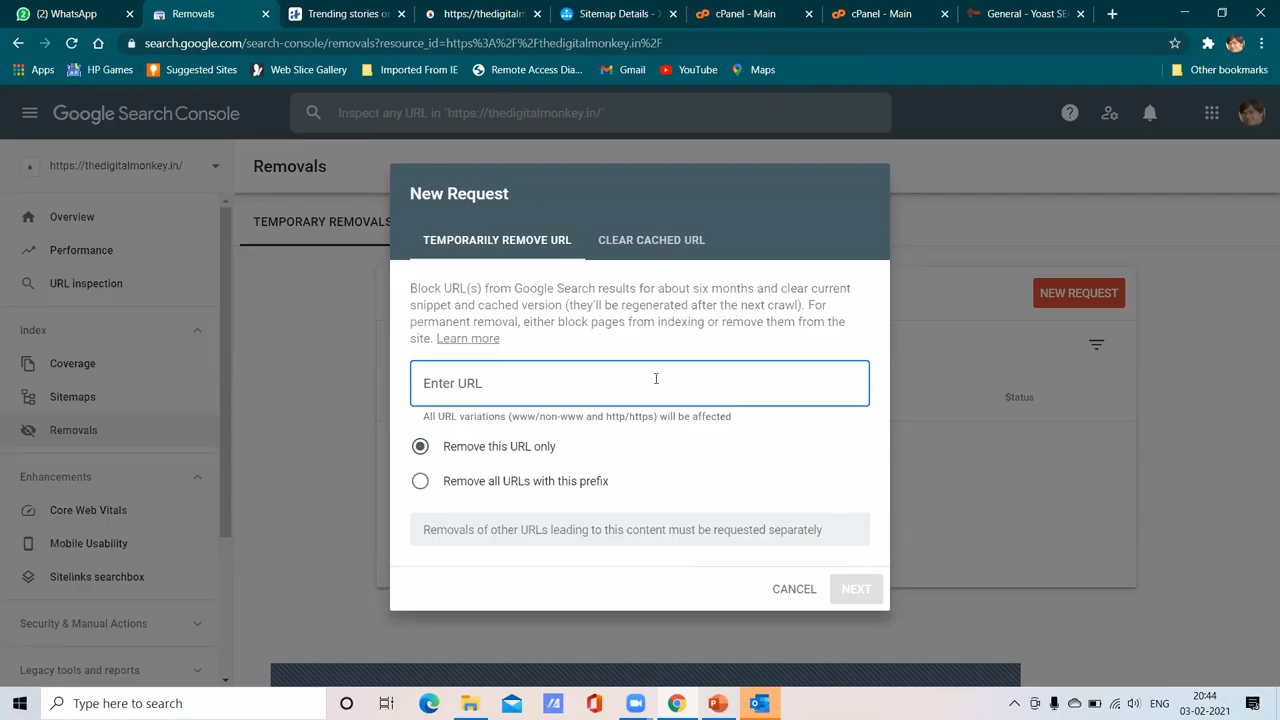 (2) WhatsApp
Removals
Trending stories o
Sitemap Details - 
cPanel - Main
cPanel - Main
General - Yoast SE
search.google.com/search-console/removals?resource_id=https%3A%2F%2Fthedigitalmonkey.in%2F
Apps
HP Games
Suggested Sites
Web Slice Gallery
Imported From IE
Remote Access Dia...
Gmail
YouTube
Maps
Other bookmarks
Google Search Console
Inspect any URL in "https://thedigitalmonkey.in/"
https://thedigitalmonkey.in/
Removals
Overview
Performance
URL inspection
Index
Coverage
Sitemaps
Removals
Enhancements
Core Web Vitals
Mobile Usability
Sitelinks searchbox
Security & Manual Actions
Legacy tools and reports
TEMPORARY REMOVALS
NEW REQUEST
Status
New Request
TEMPORARILY REMOVE URL
CLEAR CACHED URL
Block URL(s) from Google Search results for about six months and clear current
snippet and cached version (they'll be regenerated after the next crawl). For
permanent removal, either block pages from indexing or remove them from the
site. Learn more
Enter URL
All URL variations (www/non-www and http/https) will be affected
Remove this URL only
Remove all URLs with this prefix
Removals of other URLs leading to this content must be requested separately
CANCEL
NEXT
Type here to search
ENG
20:44
03-02-2021